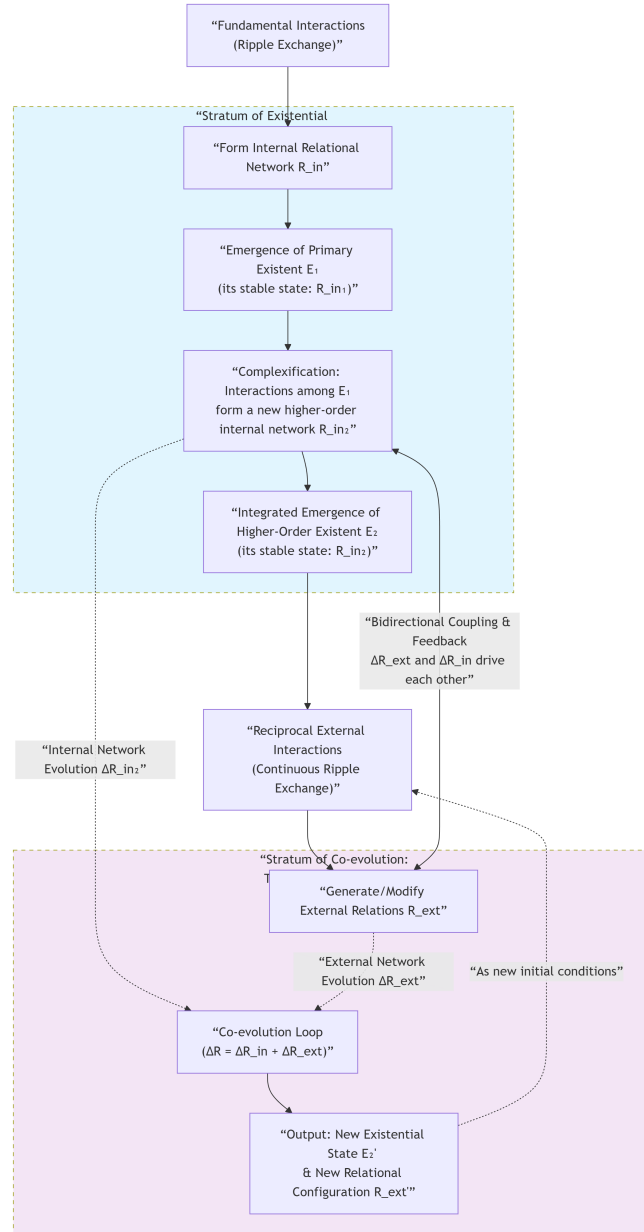 “Fundamental Interactions
(Ripple Exchange)”
“Stratum of Existential
“Form Internal Relational
Network R_in”
“Emergence of Primary
Existent E₁
(its stable state: R_in₁)”
“Complexification:
Interactions among E₁
form a new higher-order
internal network R_in₂”
“Integrated Emergence of
Higher-Order Existent E₂
(its stable state: R_in₂)”
“Bidirectional Coupling &
Feedback
ΔR_ext and ΔR_in drive
each other”
“Reciprocal External
Interactions
(Continuous Ripple
Exchange)”
“Internal Network
Evolution ΔR_in₂”
“Stratum of Co-evolution:
“Generate/Modify
External Relations R_ext”
“External Network
Evolution ΔR_ext”
“As new initial conditions”
“Co-evolution Loop
(ΔR = ΔR_in + ΔR_ext)”
“Output: New Existential
State E₂'
& New Relational
Configuration R_ext'”